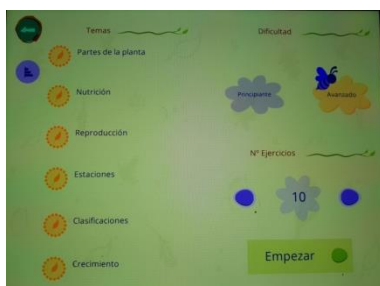 Temas
Partes de la planta
Nutrición
Reproducción
Estaciones
Clasificaciones
Crecimiento
Dificultad
Principiante
Avanzado
Nº Ejercicios
10
Empezar